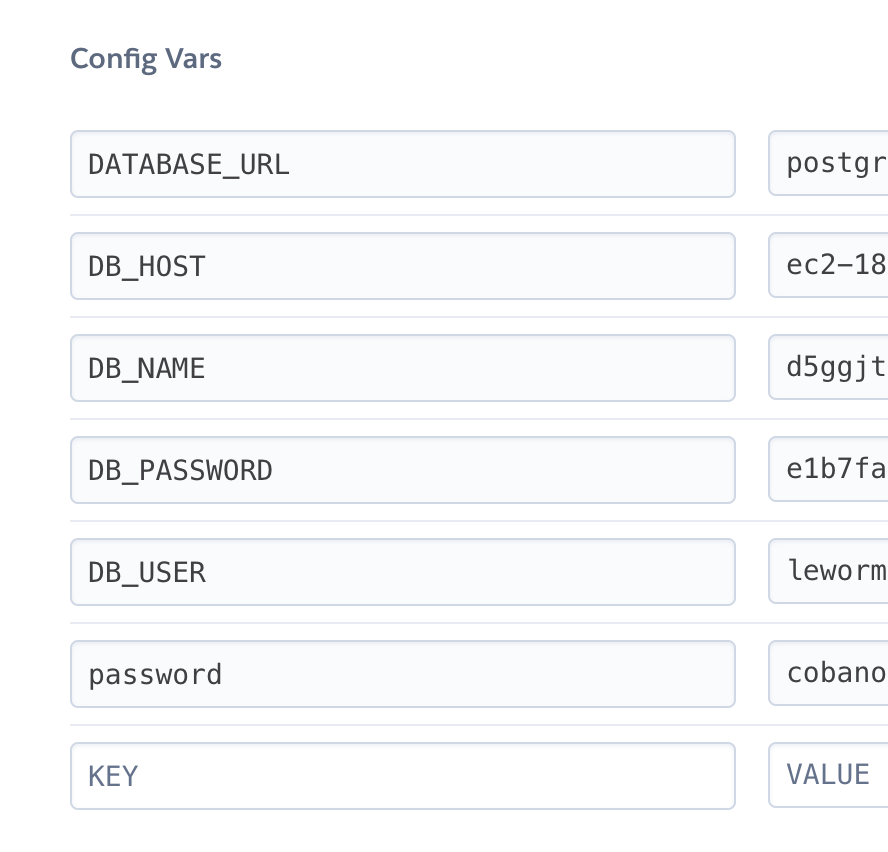 Config Vars
DATABASE_URL postgr
DB_HOST ec2-18
DB_NAME d5ggjt
DB_PASSWORD e1b7fa
DB_USER leworm
password cobano
KEY VALUE